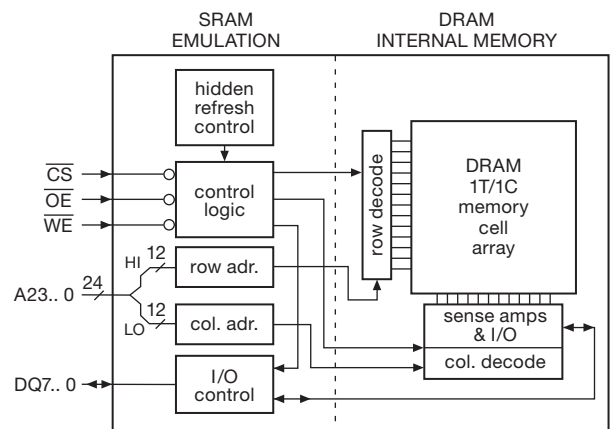 SRAM
EMULATION
DRAM
INTERNAL MEMORY
hidden
refresh
control
CS
OE
WE
control
logic
row decode
DRAM
1T/1C
memory
cell
array
A23.. 0
24
HI
12
row adr.
LO
12
col. adr.
sense amps
& I/O
col. decode
DQ7.. 0
I/O
control